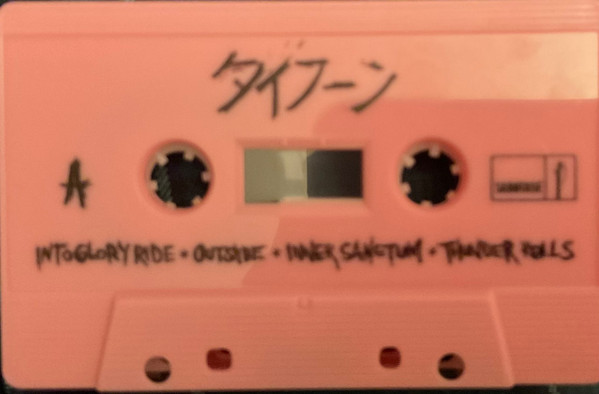 タイフーン
A
INTO GLORY RIDE • OUTSIDE • INNER SANCTUM • THUNDER ROLLS